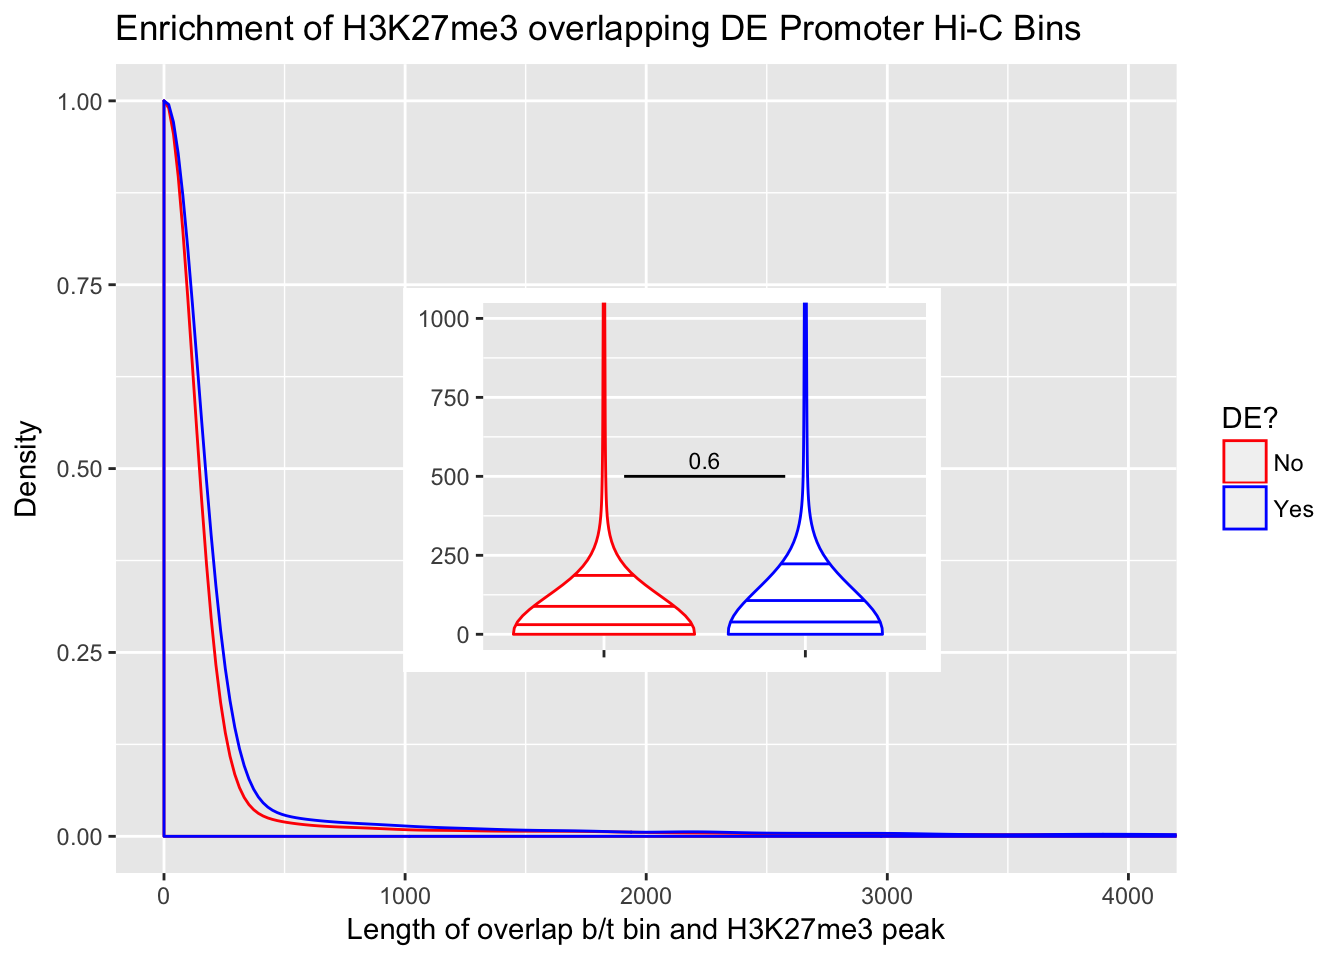 Enrichment of H3K27me3 overlapping DE Promoter Hi-C Bins
1.00
0.75
0.50
0.25
0.00
Density
1000
750
500
250
0
0.6
DE?
No
Yes
0 1000 2000 3000 4000
Length of overlap b/t bin and H3K27me3 peak